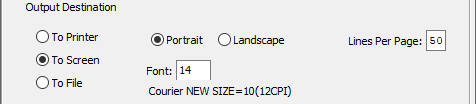 Output Destination
To Printer
Portrait Landscape Lines Per Page: 50
To Screen
Font: 14
To File
Courier NEW SIZE=10(12CPI)